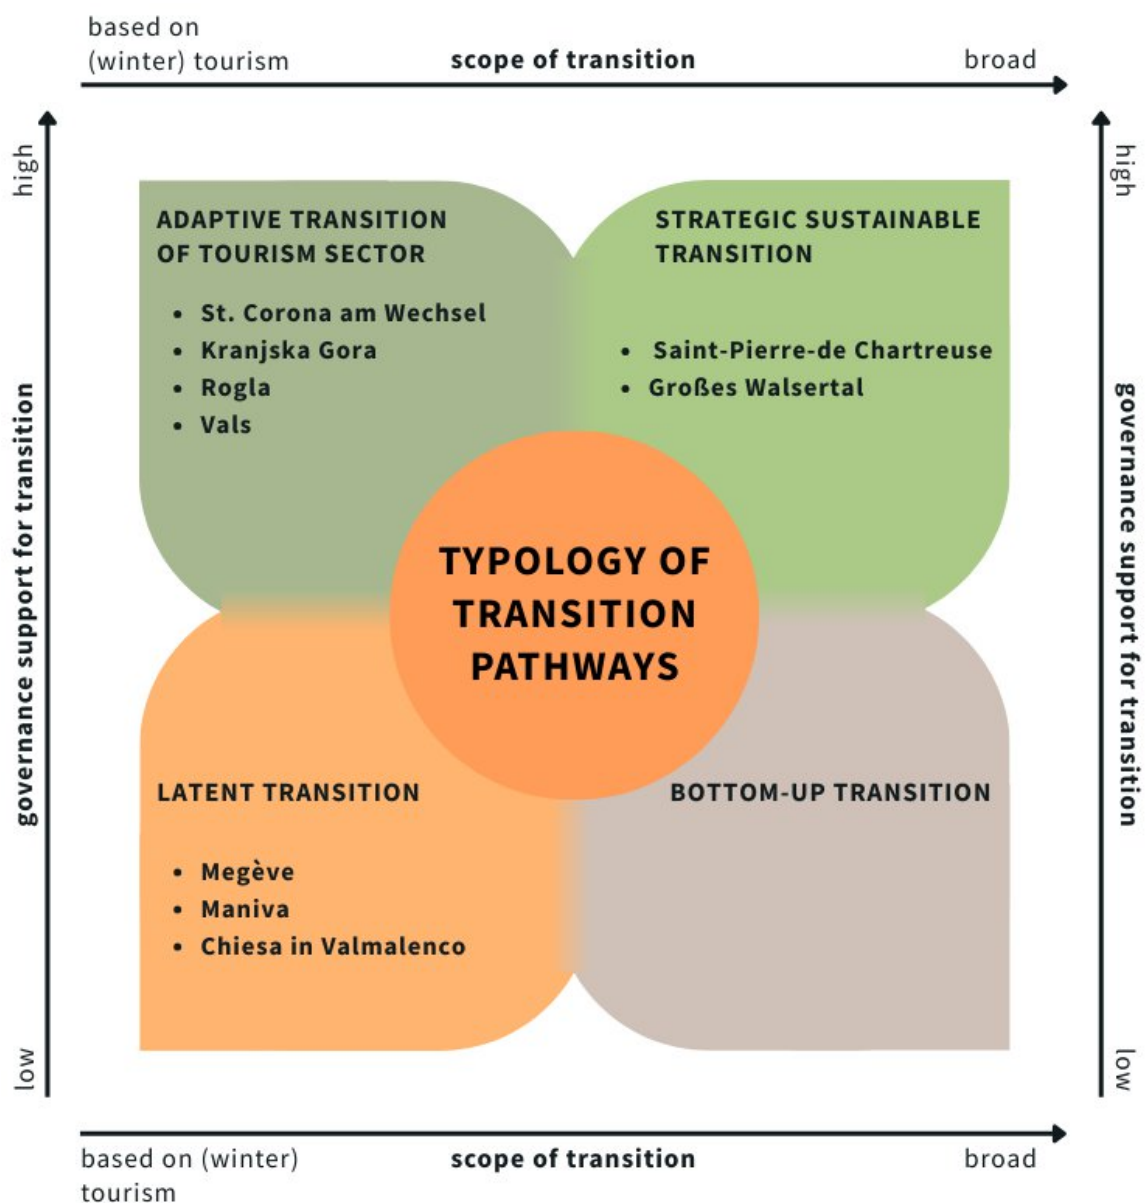 based on
(winter) tourism
scope of transition
broad
high
governance support for transition
low
high
governance support for transition
low
ADAPTIVE TRANSITION
OF TOURISM SECTOR
• St. Corona am Wechsel
• Kranjska Gora
• Rogla
• Vals
STRATEGIC SUSTAINABLE
TRANSITION
• Saint-Pierre-de Chartreuse
• Großes Walsertal
TYPOLOGY OF
TRANSITION
PATHWAYS
LATENT TRANSITION
• Megève
• Maniva
• Chiesa in Valmalenco
BOTTOM-UP TRANSITION
based on (winter)
tourism
scope of transition
broad